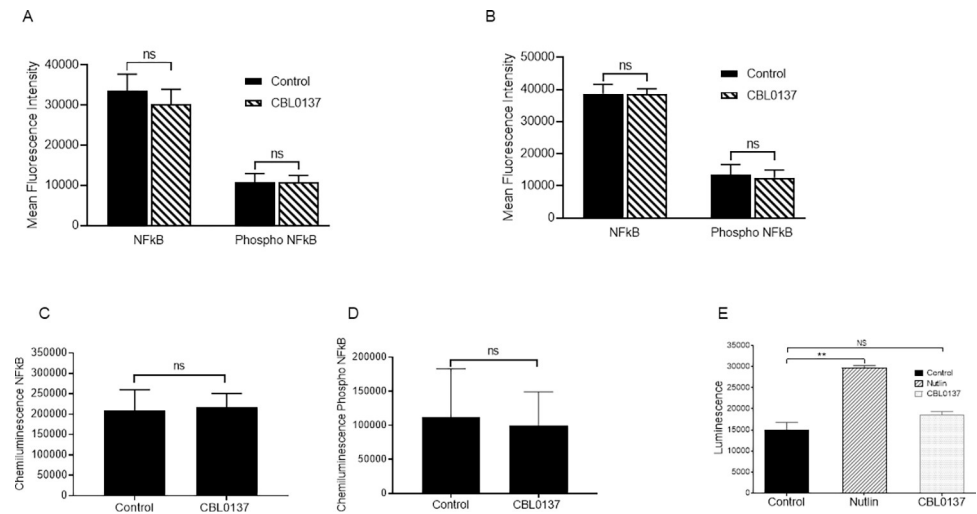 A
Mean Fluorescence Intensity
40000
30000
20000
10000
0
ns
ns
Control
CBL0137
NFkB
Phospho NFkB
B
Mean Fluorescence Intensity
50000
40000
30000
20000
10000
0
ns
ns
Control
CBL0137
NFkB
Phospho NFkB
C
Chemiluminescence NFkB
350000
300000
250000
200000
150000
100000
50000
0
ns
Control
CBL0137
D
Chemiluminescence Phospho NFkB
200000
150000
100000
50000
0
ns
Control
CBL0137
E
Luminescence
35000
30000
25000
20000
15000
10000
5000
0
NS
**
Control
Nutlin
CBL0137
Control
Nutlin
CBL0137